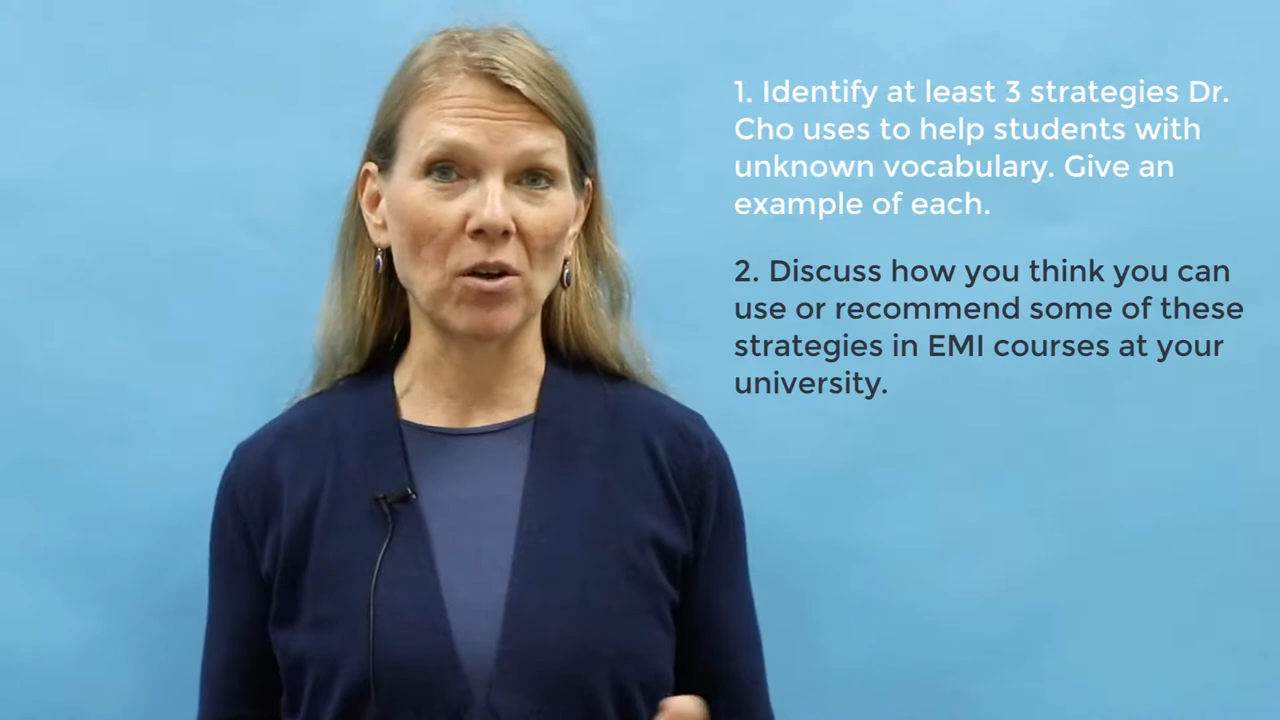 1. Identify at least 3 strategies Dr.
Cho uses to help students with
unknown vocabulary. Give an
example of each.
2. Discuss how you think you can
use or recommend some of these
strategies in EMI courses at your
university.